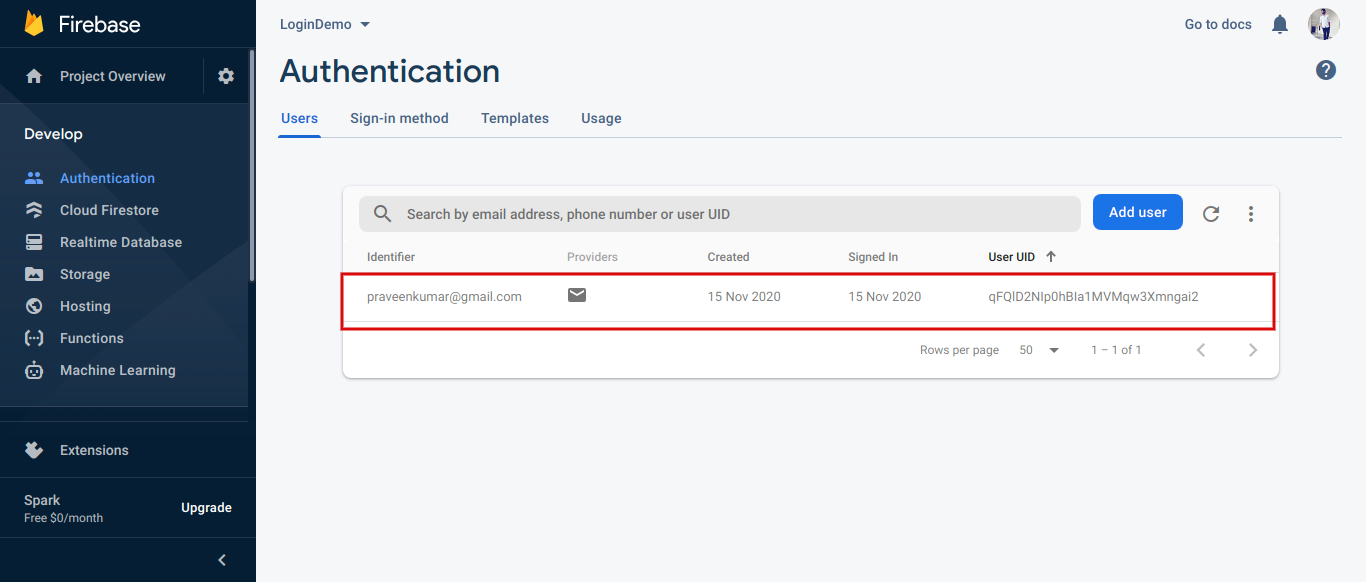 Firebase
Project Overview
Develop
Authentication
Cloud Firestore
Realtime Database
Storage
Hosting
Functions
Machine Learning
Extensions
Spark
Free $0/month
Upgrade
LoginDemo
Go to docs
Authentication
Users Sign-in method Templates Usage
Search by email address, phone number or user UID
Add user
Identifier Providers Created Signed In User UID
praveenkumar@gmail.com 15 Nov 2020 15 Nov 2020 qFQlD2NIp0hBIa1MVMqw3Xmngai2
Rows per page 50 1 – 1 of 1